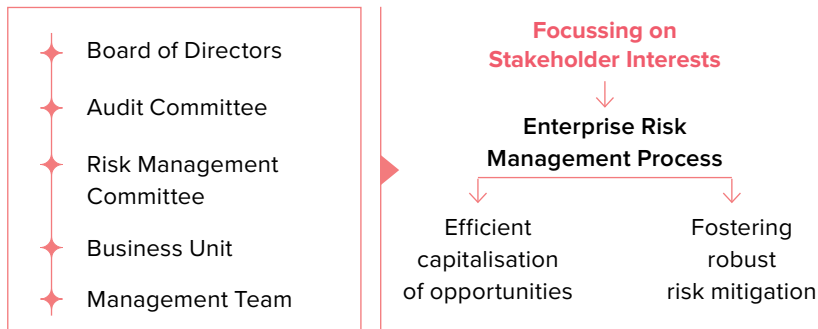 Board of Directors
Audit Committee
Risk Management
Committee
Business Unit
Management Team
Focussing on
Stakeholder Interests
Enterprise Risk
Management Process
Efficient
capitalisation
of opportunities
Fostering
robust
risk mitigation